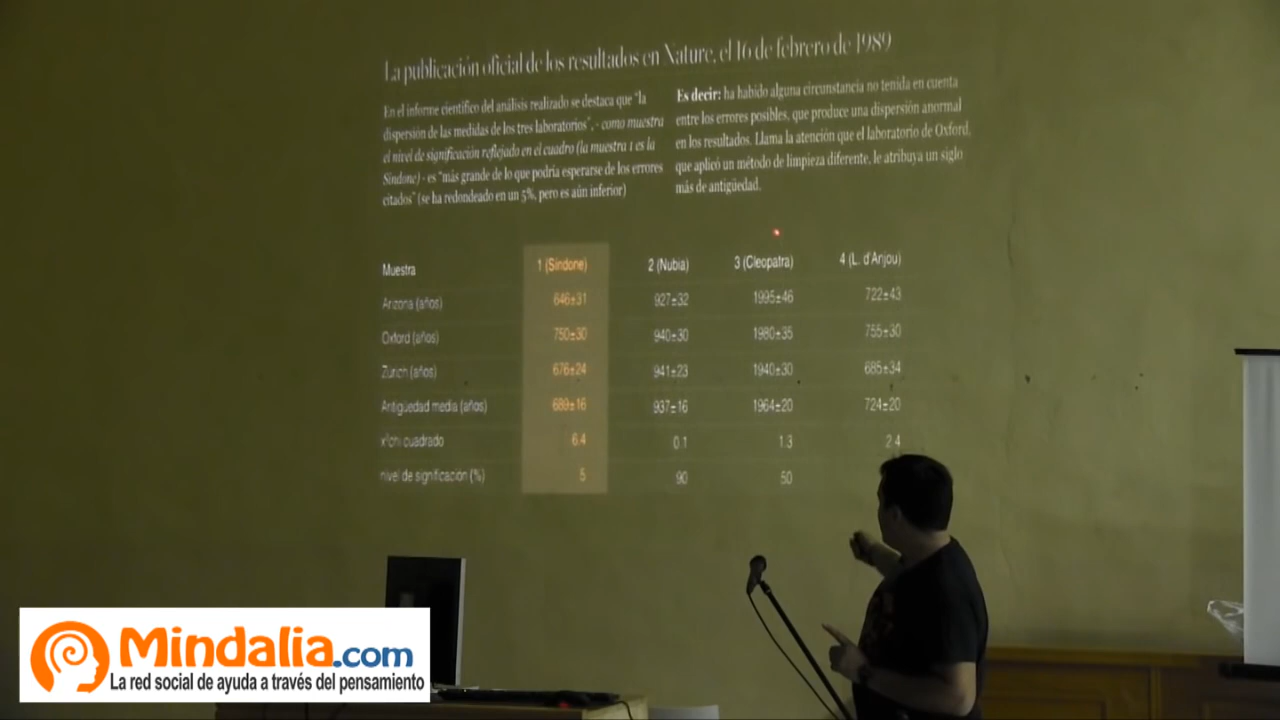 La publicación oficial de los resultados en Nature, el 16 de febrero de 1989
En el informe científico del análisis realizado se destaca que "la
dispersión de las medidas de los tres laboratorios", - como muestra
el nivel de significación reflejado en el cuadro (la muestra 1 es la
Sindone) - es "más grande de lo que podría esperarse de los errores
citados" (se ha redondeado en un 5%, pero es aún inferior)
Es decir: ha habido alguna circunstancia no tenida en cuenta
entre los errores posibles, que produce una dispersión anormal
en los resultados. Llama la atención que el laboratorio de Oxford,
que aplicó un método de limpieza diferente, le atribuya un siglo
más de antigüedad.
Muestra 1 (Sindone) 2 (Nubia) 3 (Cleopatra) 4 (L. d'Anjou)
Arizona (años) 646±31 927±32 1995±46 722±43
Oxford (años) 750±30 940±30 1980±35 755±30
Zurich (años) 676±24 941±23 1940±30 685±34
Antigüedad media (años) 689±16 937±16 1964±20 724±20
x²chi cuadrado 6.4 0.1 1.3 2.4
nivel de significación (%) 5 90 50
Mindalia.com
La red social de ayuda a través del pensamiento